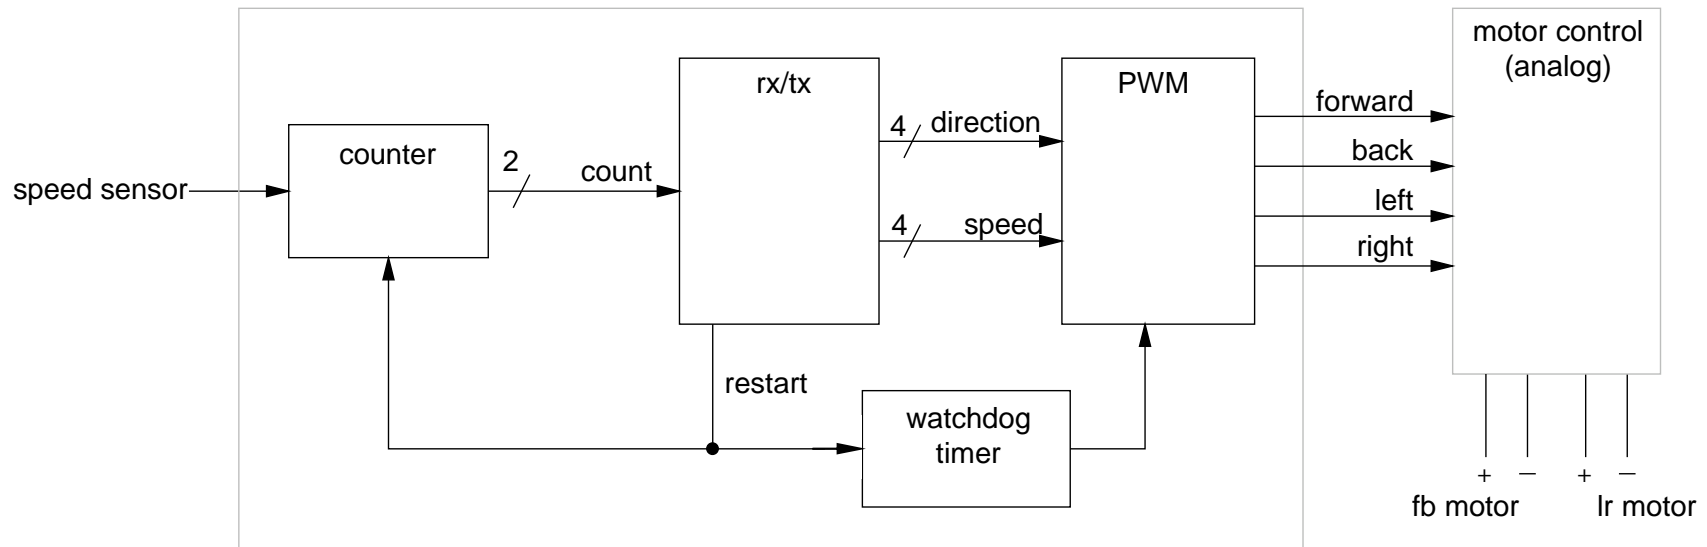 motor control
(analog)
rx/tx
PWM
forward
4 direction
counter
back
2
count
speed sensor
left
4 speed
right
restart
watchdog
timer
+ − + −
fb motor
lr motor